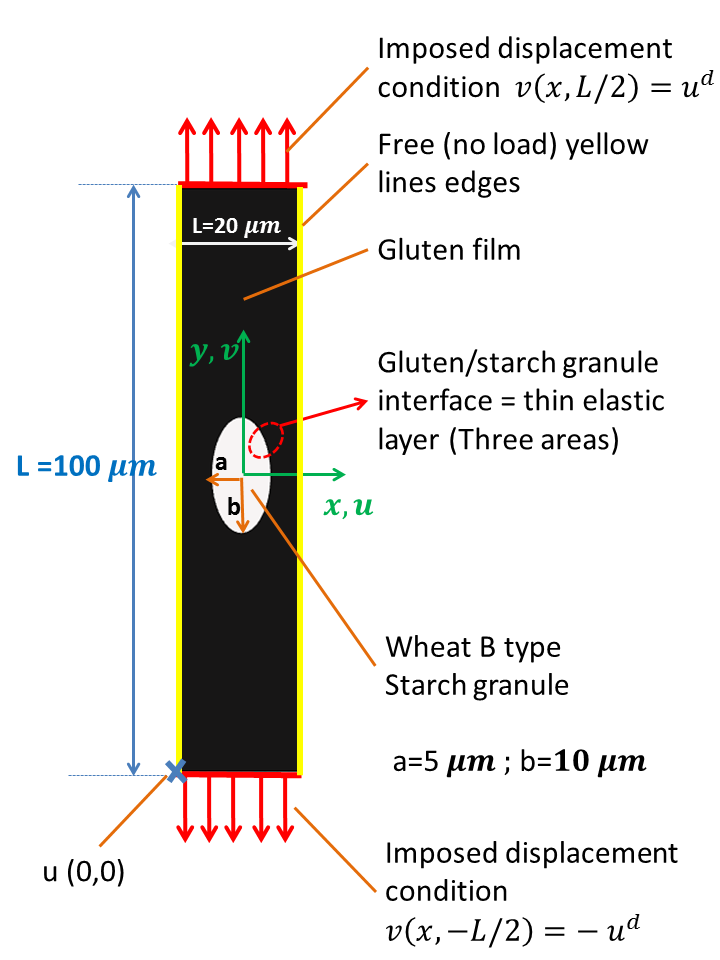 Imposed displacement
condition v(x, L/2) = uᵈ
Free (no load) yellow
lines edges
L=20 μm
Gluten film
y, v
Gluten/starch granule
interface = thin elastic
layer (Three areas)
L =100 μm
a
b
x, u
Wheat B type
Starch granule
a=5 μm ; b=10 μm
u (0,0)
Imposed displacement
condition
v(x, −L/2) = − uᵈ